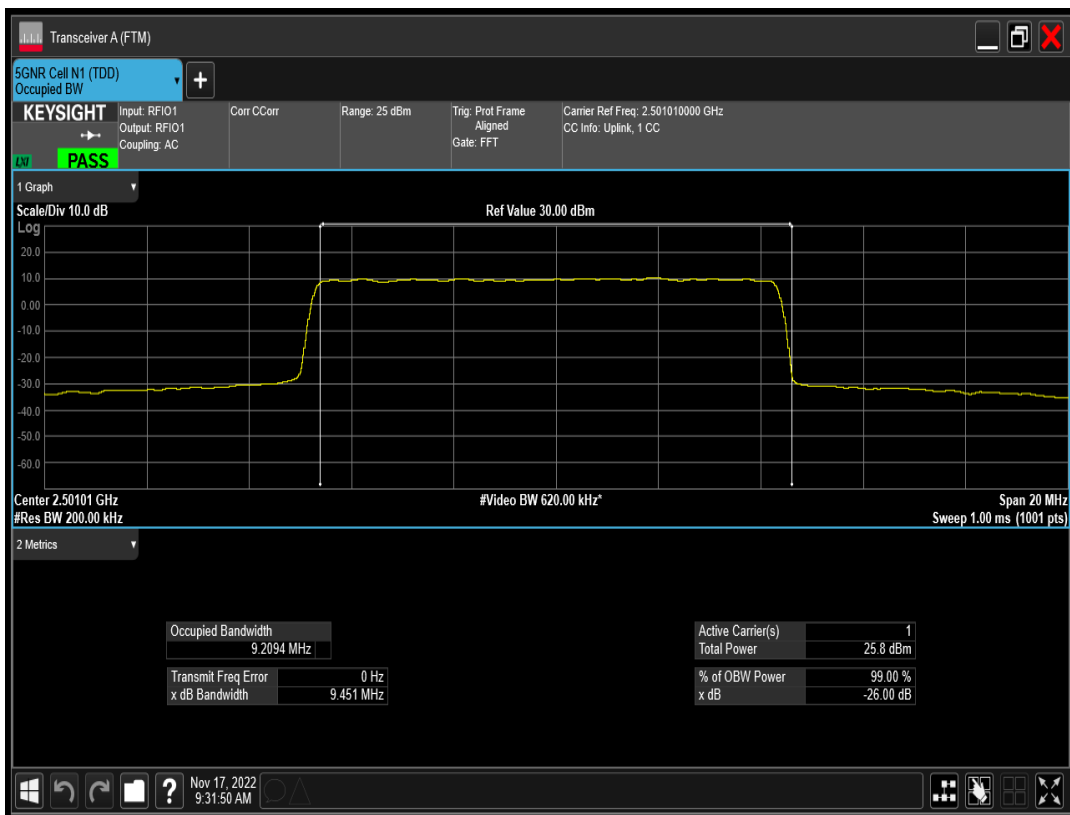 Transceiver A (FTM)
5GNR Cell N1 (TDD)
Occupied BW
+
KEYSIGHT
LXI
PASS
Input: RFIO1
Output: RFIO1
Coupling: AC
Corr CCorr
Range: 25 dBm
Trig: Prot Frame
Aligned
Gate: FFT
Carrier Ref Freq: 2.501010000 GHz
CC Info: Uplink, 1 CC
1 Graph
Scale/Div 10.0 dB
Ref Value 30.00 dBm
Log
20.0
10.0
0.00
-10.0
-20.0
-30.0
-40.0
-50.0
-60.0
Center 2.50101 GHz
#Video BW 620.00 kHz*
Span 20 MHz
#Res BW 200.00 kHz
Sweep 1.00 ms (1001 pts)
2 Metrics
Occupied Bandwidth
9.2094 MHz
Transmit Freq Error 0 Hz
x dB Bandwidth 9.451 MHz
Active Carrier(s) 1
Total Power 25.8 dBm
% of OBW Power 99.00 %
x dB -26.00 dB
?
Nov 17, 2022
9:31:50 AM